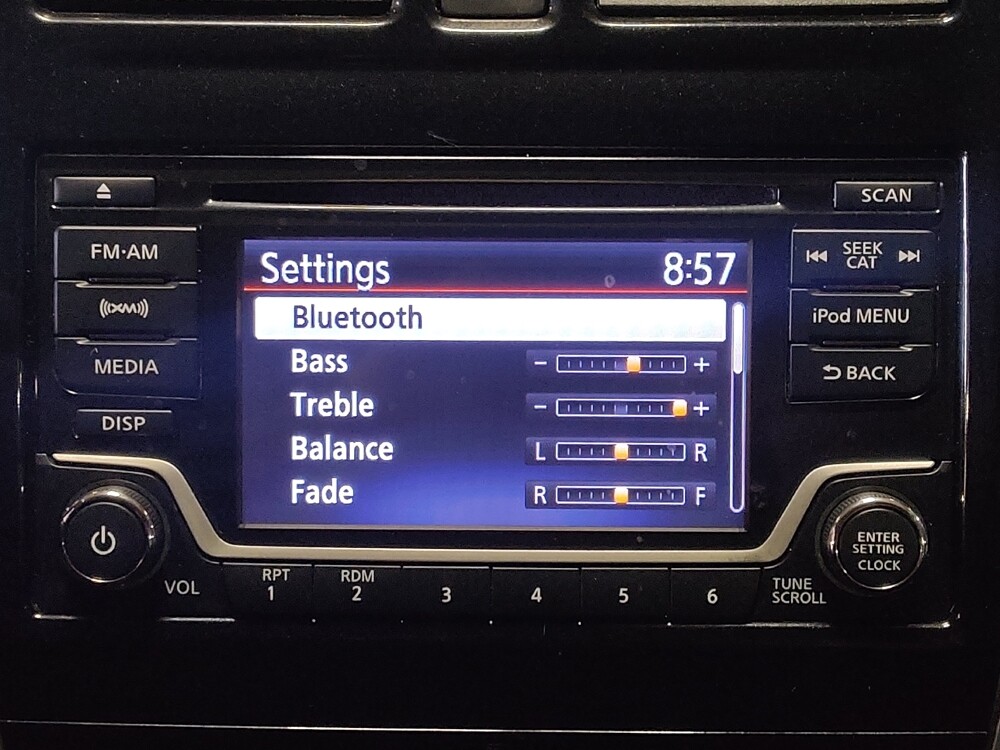 SCAN
FM·AM
((XM))
MEDIA
DISP
Settings 8:57
Bluetooth
Bass - +
Treble - +
Balance L R
Fade R F
SEEK
CAT
iPod MENU
BACK
VOL
RPT
1
RDM
2
3
4
5
6
TUNE
SCROLL
ENTER
SETTING
CLOCK